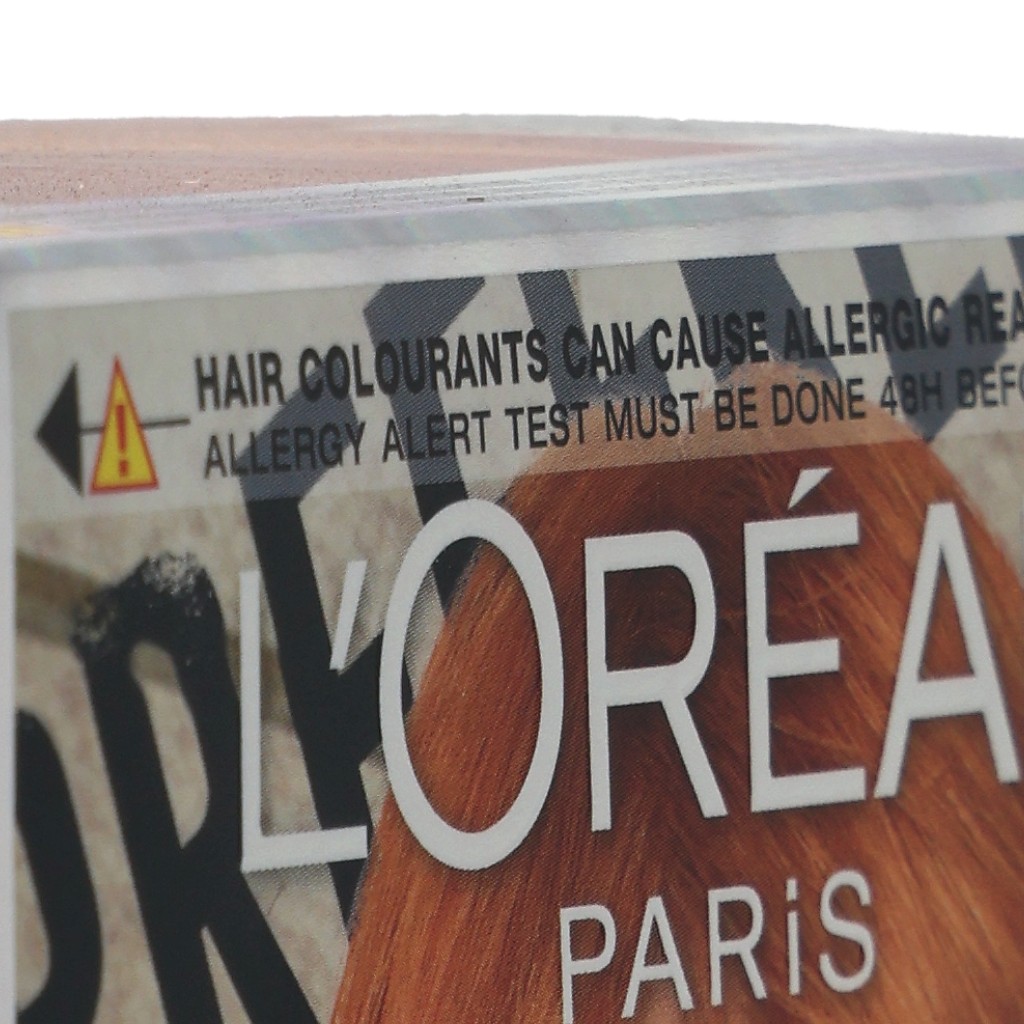 HAIR COLOURANTS CAN CAUSE ALLERGIC
ALLERGY ALERT TEST MUST BE DONE 48H
L'ORÉA
PARiS